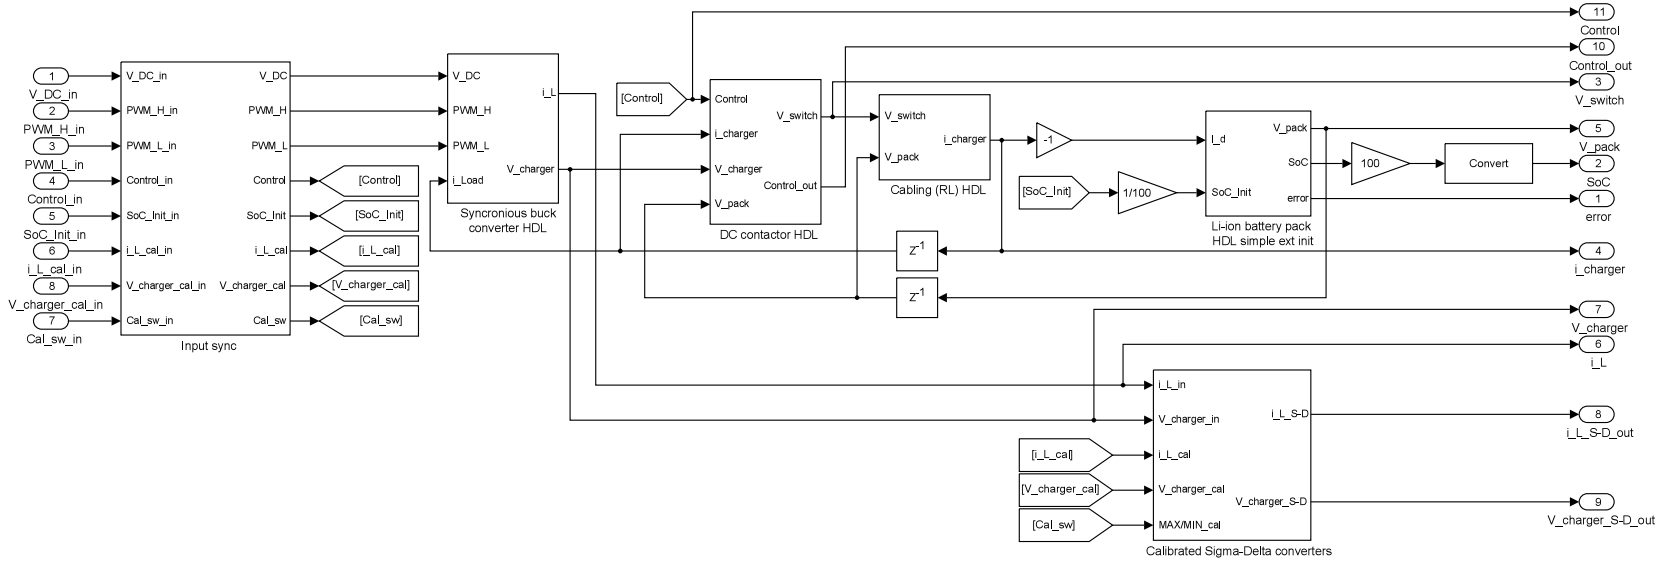 1
V_DC_in
2
PWM_H_in
3
PWM_L_in
4
Control_in
5
SoC_Init_in
6
i_L_cal_in
8
V_charger_cal_in
7
Cal_sw_in
V_DC_in
PWM_H_in
PWM_L_in
Control_in
SoC_Init_in
i_L_cal_in
V_charger_cal_in
Cal_sw_in
V_DC
PWM_H
PWM_L
Control
SoC_Init
i_L_cal
V_charger_cal
Cal_sw
Input sync
[Control]
[SoC_Init]
[i_L_cal]
[V_charger_cal]
[Cal_sw]
V_DC
PWM_H
PWM_L
i_Load
i_L
V_charger
Syncronious buck
converter HDL
[Control]
Control
i_charger
V_charger
V_pack
V_switch
Control_out
DC contactor HDL
V_switch
V_pack
i_charger
Cabling (RL) HDL
Z-1
Z-1
-1
[SoC_Init]
1/100
I_d
SoC_Init
V_pack
SoC
error
Li-ion battery pack
HDL simple ext init
100
Convert
[i_L_cal]
[V_charger_cal]
[Cal_sw]
i_L_in
V_charger_in
i_L_cal
V_charger_cal
MAX/MIN_cal
i_L_S-D
V_charger_S-D
Calibrated Sigma-Delta converters
11
Control
10
Control_out
3
V_switch
5
V_pack
2
SoC
1
error
4
i_charger
7
V_charger
6
i_L
8
i_L_S-D_out
9
V_charger_S-D_out